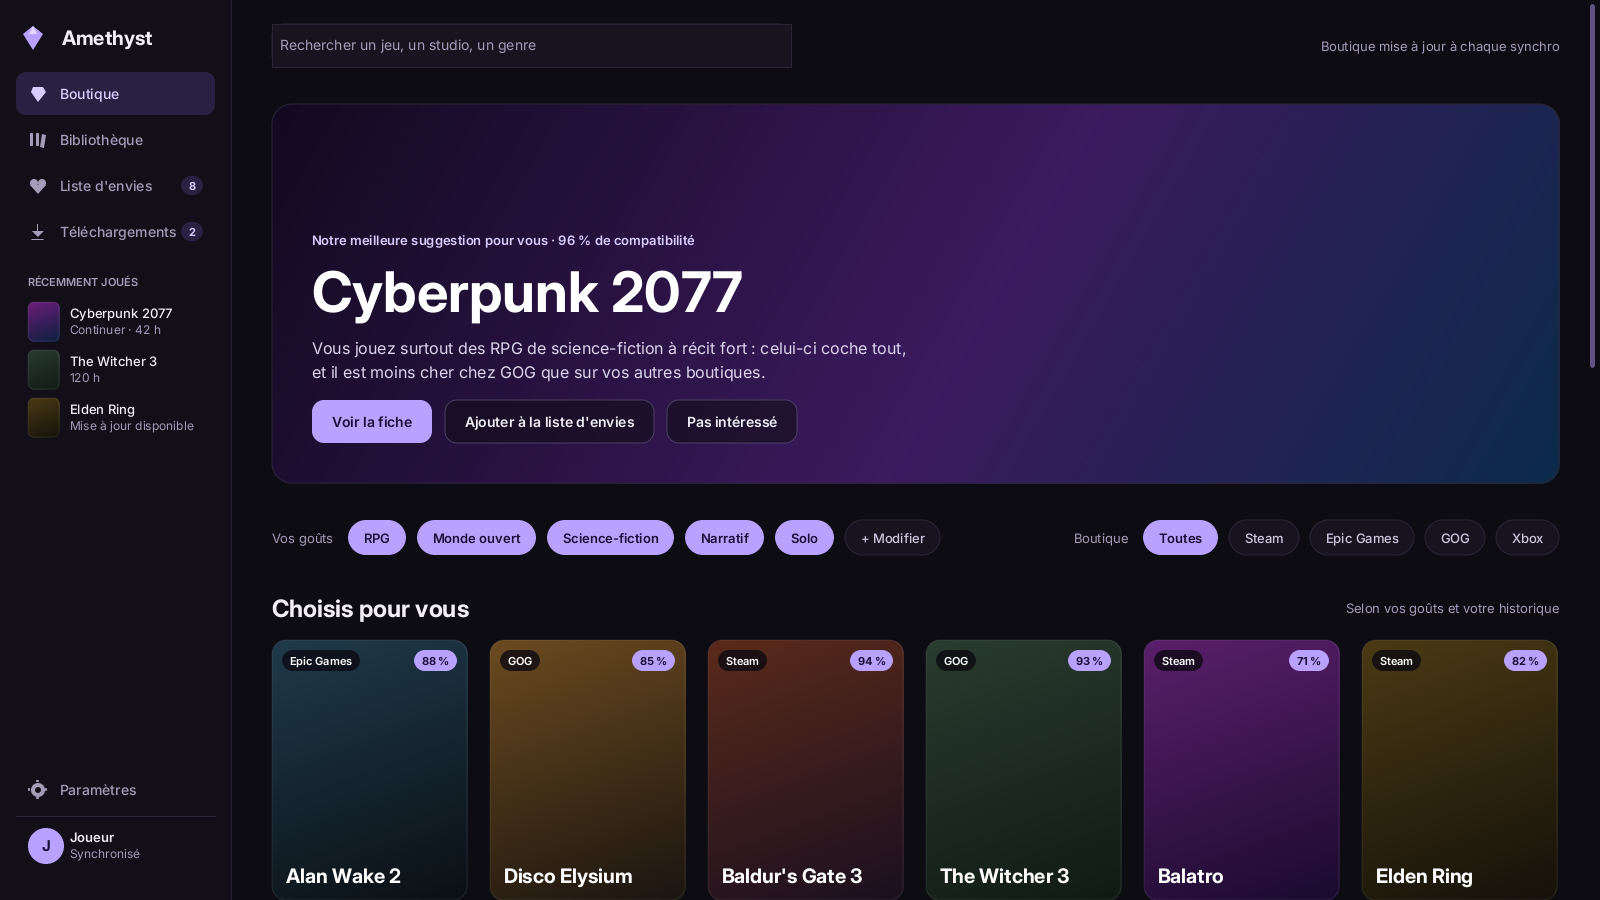 Amethyst
Boutique
Bibliothèque
Liste d'envies 8
Téléchargements 2
RÉCEMMENT JOUÉS
Cyberpunk 2077
Continuer · 42 h
The Witcher 3
120 h
Elden Ring
Mise à jour disponible
Paramètres
J
Joueur
Synchronisé
Rechercher un jeu, un studio, un genre
Boutique mise à jour à chaque synchro
Notre meilleure suggestion pour vous · 96 % de compatibilité
Cyberpunk 2077
Vous jouez surtout des RPG de science-fiction à récit fort : celui-ci coche tout,
et il est moins cher chez GOG que sur vos autres boutiques.
Voir la fiche Ajouter à la liste d'envies Pas intéressé
Vos goûts RPG Monde ouvert Science-fiction Narratif Solo + Modifier
Boutique Toutes Steam Epic Games GOG Xbox
Choisis pour vous
Selon vos goûts et votre historique
Epic Games 88 %
Alan Wake 2
GOG 85 %
Disco Elysium
Steam 94 %
Baldur's Gate 3
GOG 93 %
The Witcher 3
Steam 71 %
Balatro
Steam 82 %
Elden Ring